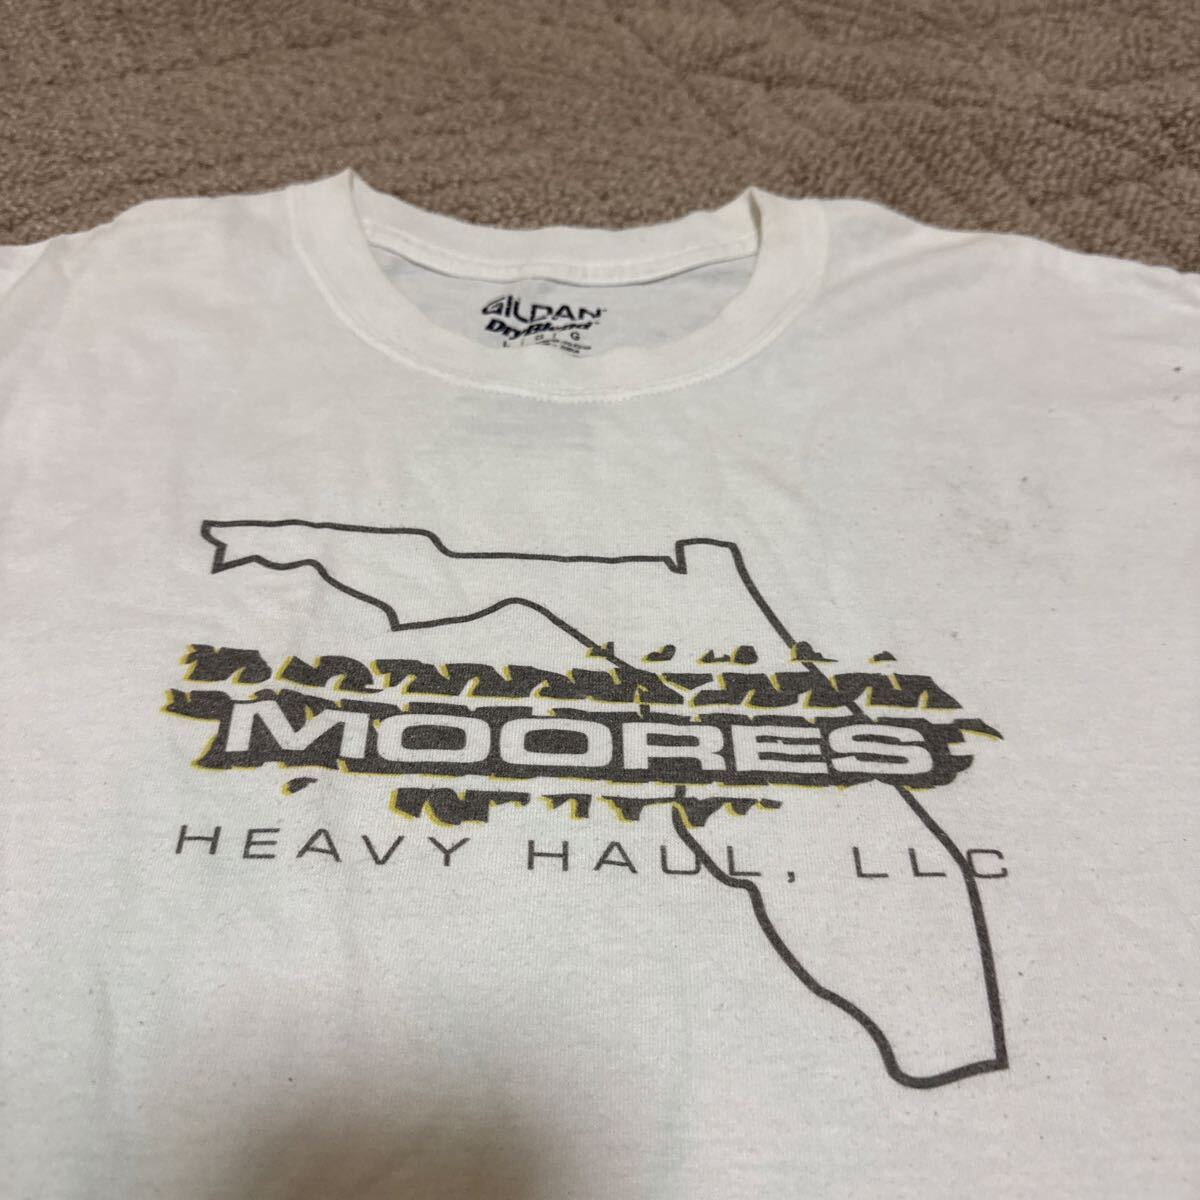 GILDAN
DryBlend
L G
MOORES
HEAVY HAUL, LLC